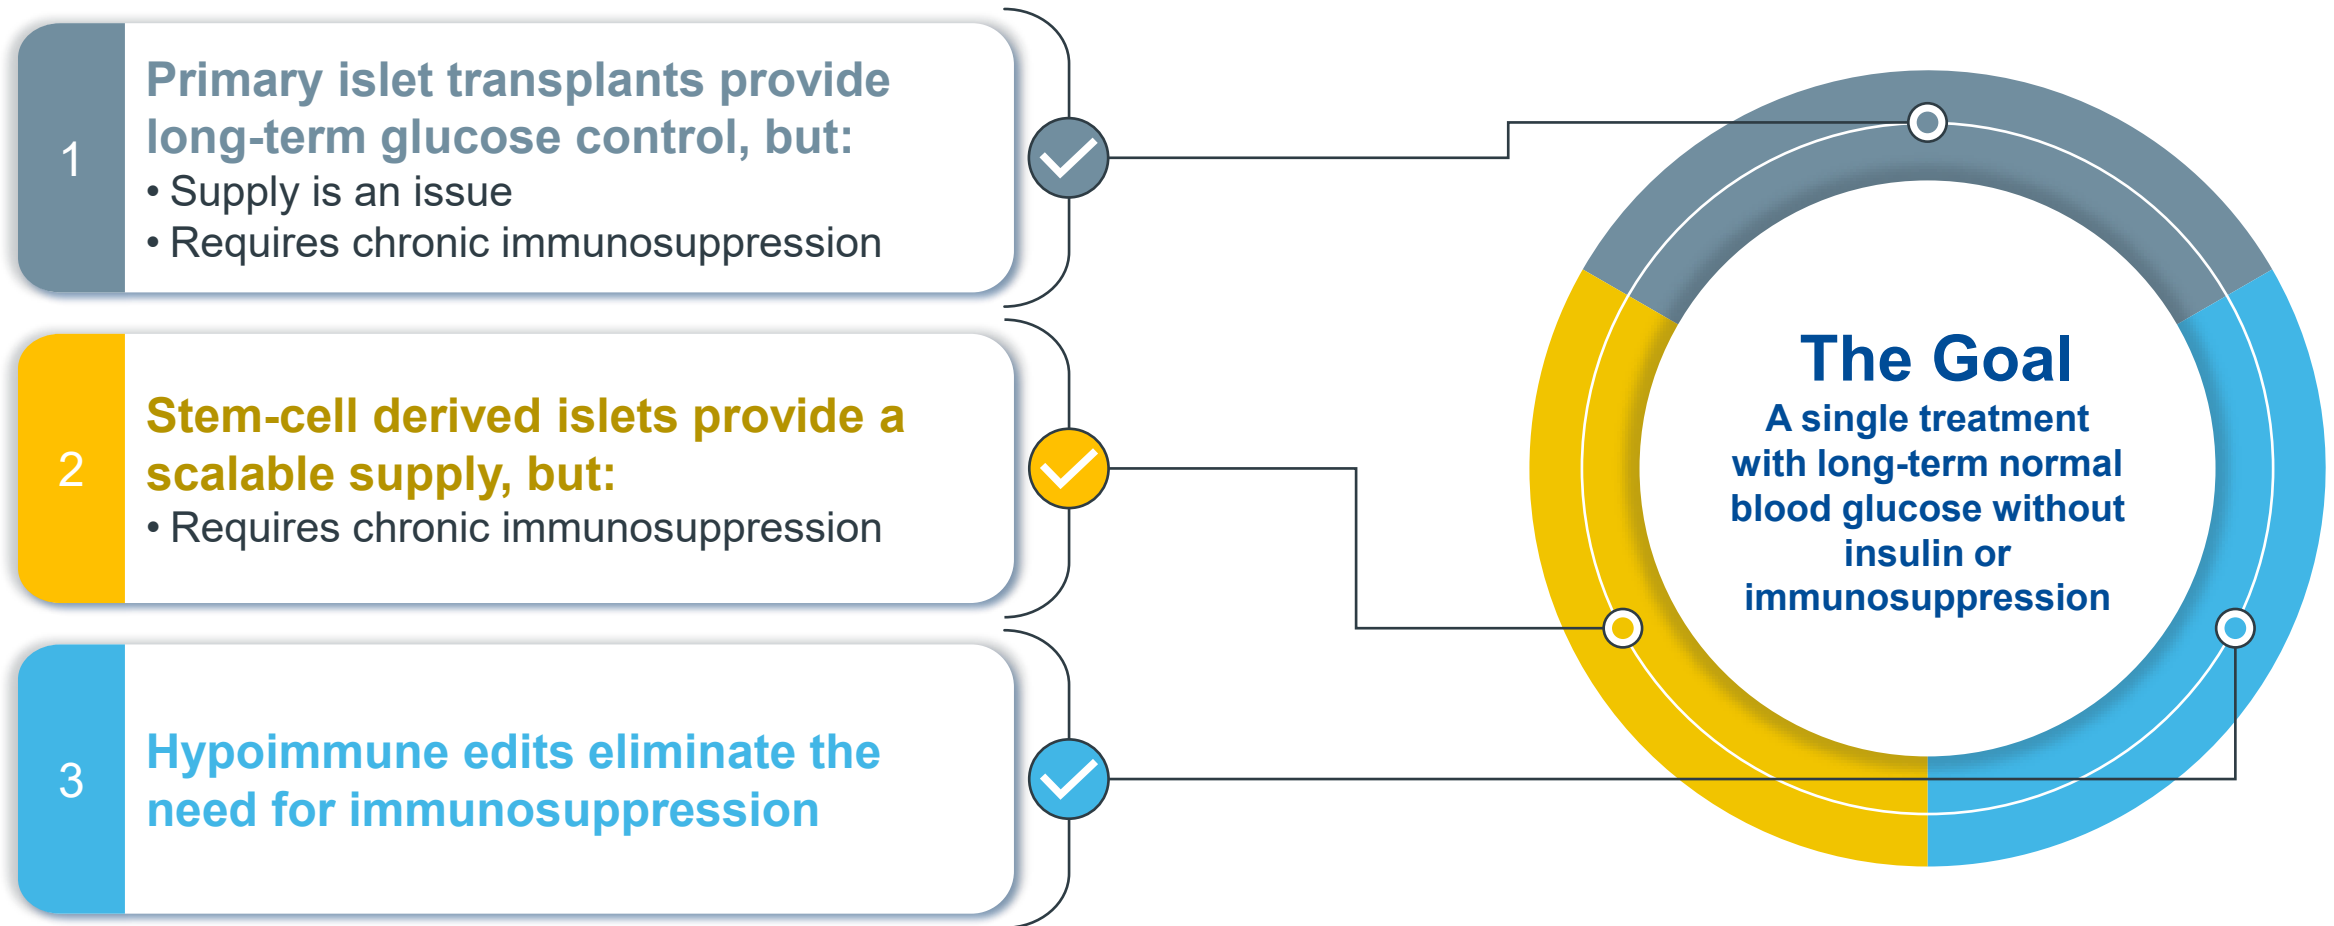 1
Primary islet transplants provide
long-term glucose control, but:
• Supply is an issue
• Requires chronic immunosuppression
2
Stem-cell derived islets provide a
scalable supply, but:
• Requires chronic immunosuppression
3
Hypoimmune edits eliminate the
need for immunosuppression
The Goal
A single treatment
with long-term normal
blood glucose without
insulin or
immunosuppression